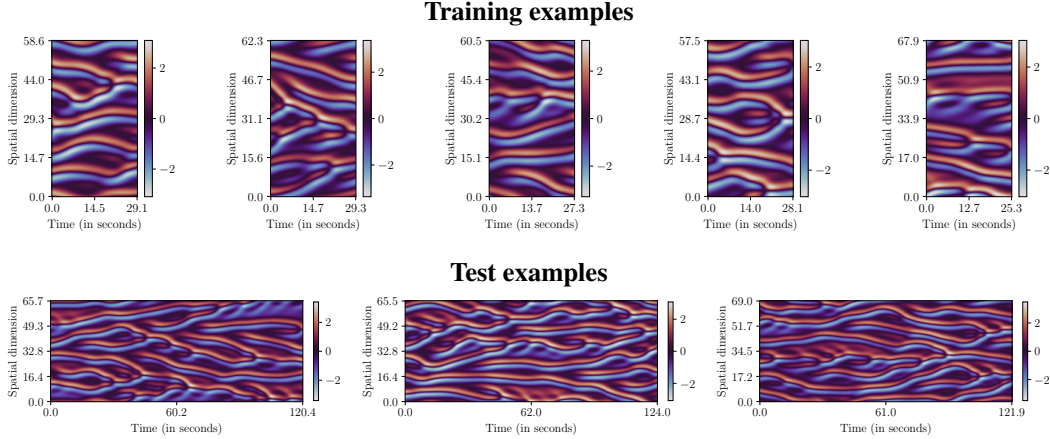 Training examples
58.6
44.0
29.3
14.7
0.0
Spatial dimension
0.0 14.5 29.1
Time (in seconds)
2
0
−2
62.3
46.7
31.1
15.6
0.0
Spatial dimension
0.0 14.7 29.3
Time (in seconds)
2
0
−2
60.5
45.4
30.2
15.1
0.0
Spatial dimension
0.0 13.7 27.3
Time (in seconds)
2
0
−2
57.5
43.1
28.7
14.4
0.0
Spatial dimension
0.0 14.0 28.1
Time (in seconds)
2
0
−2
67.9
50.9
33.9
17.0
0.0
Spatial dimension
0.0 12.7 25.3
Time (in seconds)
2
0
−2
Test examples
65.7
49.3
32.8
16.4
0.0
Spatial dimension
0.0 60.2 120.4
Time (in seconds)
2
0
−2
65.6
49.2
32.8
16.4
0.0
Spatial dimension
0.0 62.0 124.0
Time (in seconds)
2
0
−2
69.0
51.7
34.5
17.2
0.0
Spatial dimension
0.0 61.0 121.9
Time (in seconds)
2
0
−2